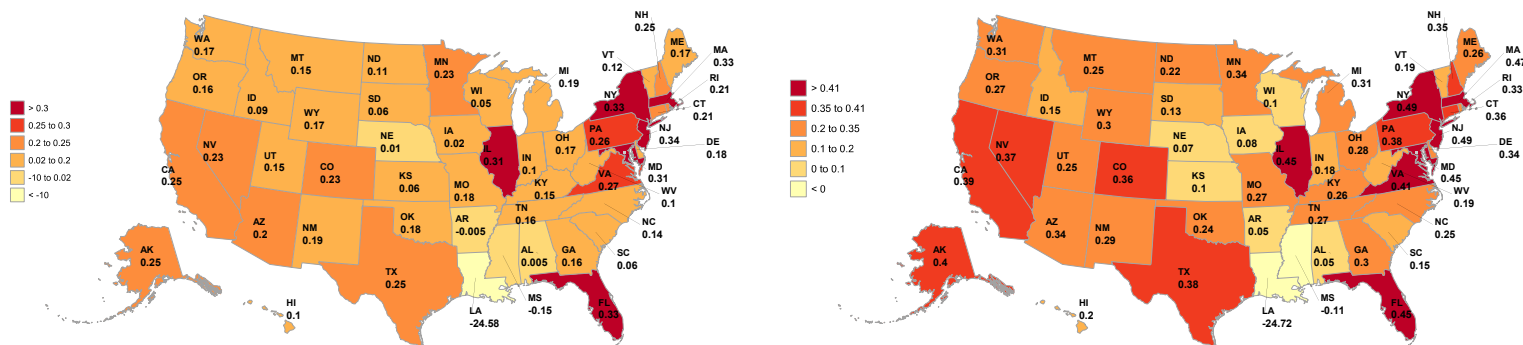 WA
0.17
OR
0.16
CA
0.25
NV
0.23
ID
0.09
MT
0.15
WY
0.17
UT
0.15
AZ
0.2
CO
0.23
NM
0.19
ND
0.11
SD
0.06
NE
0.01
KS
0.06
OK
0.18
TX
0.25
MN
0.23
IA
0.02
MO
0.18
AR
-0.005
LA
-24.58
WI
0.05
IL
0.31
MI
0.19
IN
0.1
OH
0.17
KY
0.15
TN
0.16
MS
-0.15
AL
0.005
GA
0.16
FL
0.33
SC
0.06
NC
0.14
VA
0.27
WV
0.1
MD
0.31
DE
0.18
PA
0.26
NJ
0.34
NY
0.33
CT
0.21
RI
0.21
MA
0.33
VT
0.12
NH
0.25
ME
0.17
AK
0.25
HI
0.1
> 0.3
0.25 to 0.3
0.2 to 0.25
0.02 to 0.2
-10 to 0.02
< -10
WA
0.31
OR
0.27
CA
0.39
NV
0.37
ID
0.15
MT
0.25
WY
0.3
UT
0.25
AZ
0.34
CO
0.36
NM
0.29
ND
0.22
SD
0.13
NE
0.07
KS
0.1
OK
0.24
TX
0.38
MN
0.34
IA
0.08
MO
0.27
AR
0.05
LA
-24.72
WI
0.1
IL
0.45
MI
0.31
IN
0.18
OH
0.28
KY
0.26
TN
0.27
MS
-0.11
AL
0.05
GA
0.3
FL
0.45
SC
0.15
NC
0.25
VA
0.41
WV
0.19
MD
0.45
DE
0.34
PA
0.38
NJ
0.49
NY
0.49
CT
0.36
RI
0.33
MA
0.47
VT
0.19
NH
0.35
ME
0.26
AK
0.4
HI
0.2
> 0.41
0.35 to 0.41
0.2 to 0.35
0.1 to 0.2
0 to 0.1
< 0